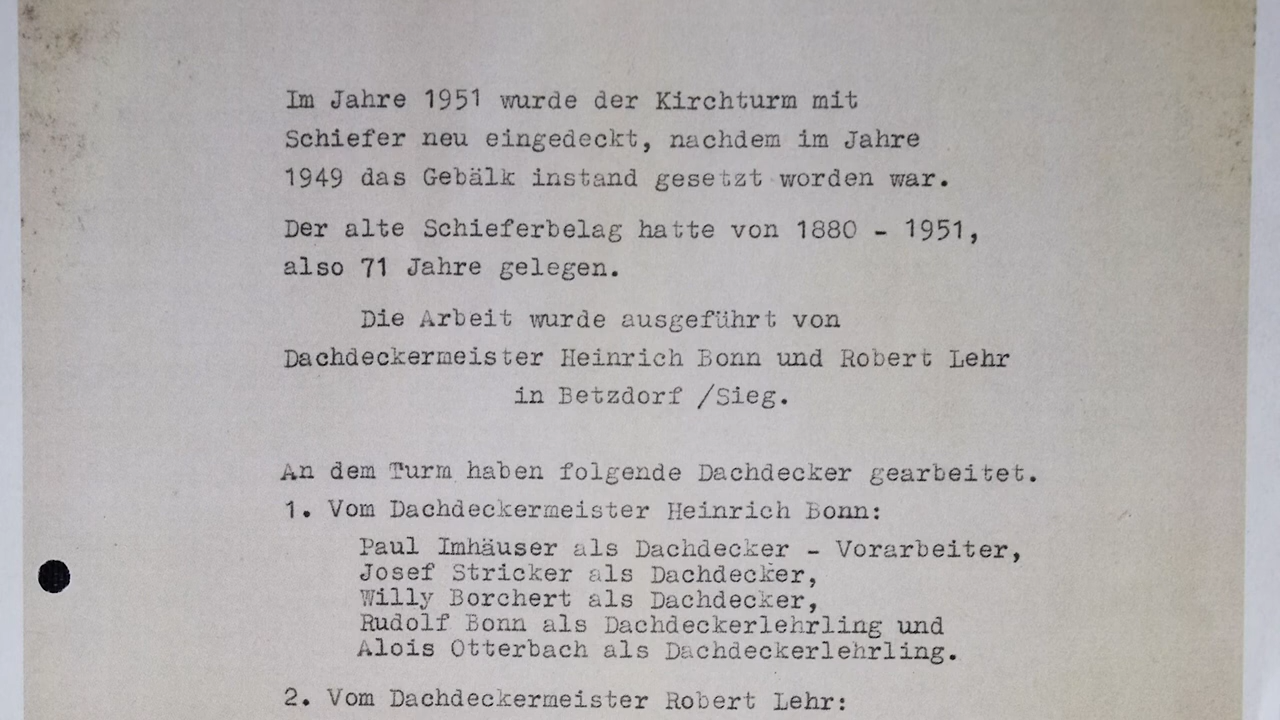 Im Jahre 1951 wurde der Kirchturm mit
Schiefer neu eingedeckt, nachdem im Jahre
1949 das Gebälk instand gesetzt worden war.
Der alte Schieferbelag hatte von 1880 - 1951,
also 71 Jahre gelegen.
Die Arbeit wurde ausgeführt von
Dachdeckermeister Heinrich Bonn und Robert Lehr
in Betzdorf /Sieg.
An dem Turm haben folgende Dachdecker gearbeitet.
1. Vom Dachdeckermeister Heinrich Bonn:
Paul Imhäuser als Dachdecker - Vorarbeiter,
Josef Stricker als Dachdecker,
Willy Borchert als Dachdecker,
Rudolf Bonn als Dachdeckerlehrling und
Alois Otterbach als Dachdeckerlehrling.
2. Vom Dachdeckermeister Robert Lehr: